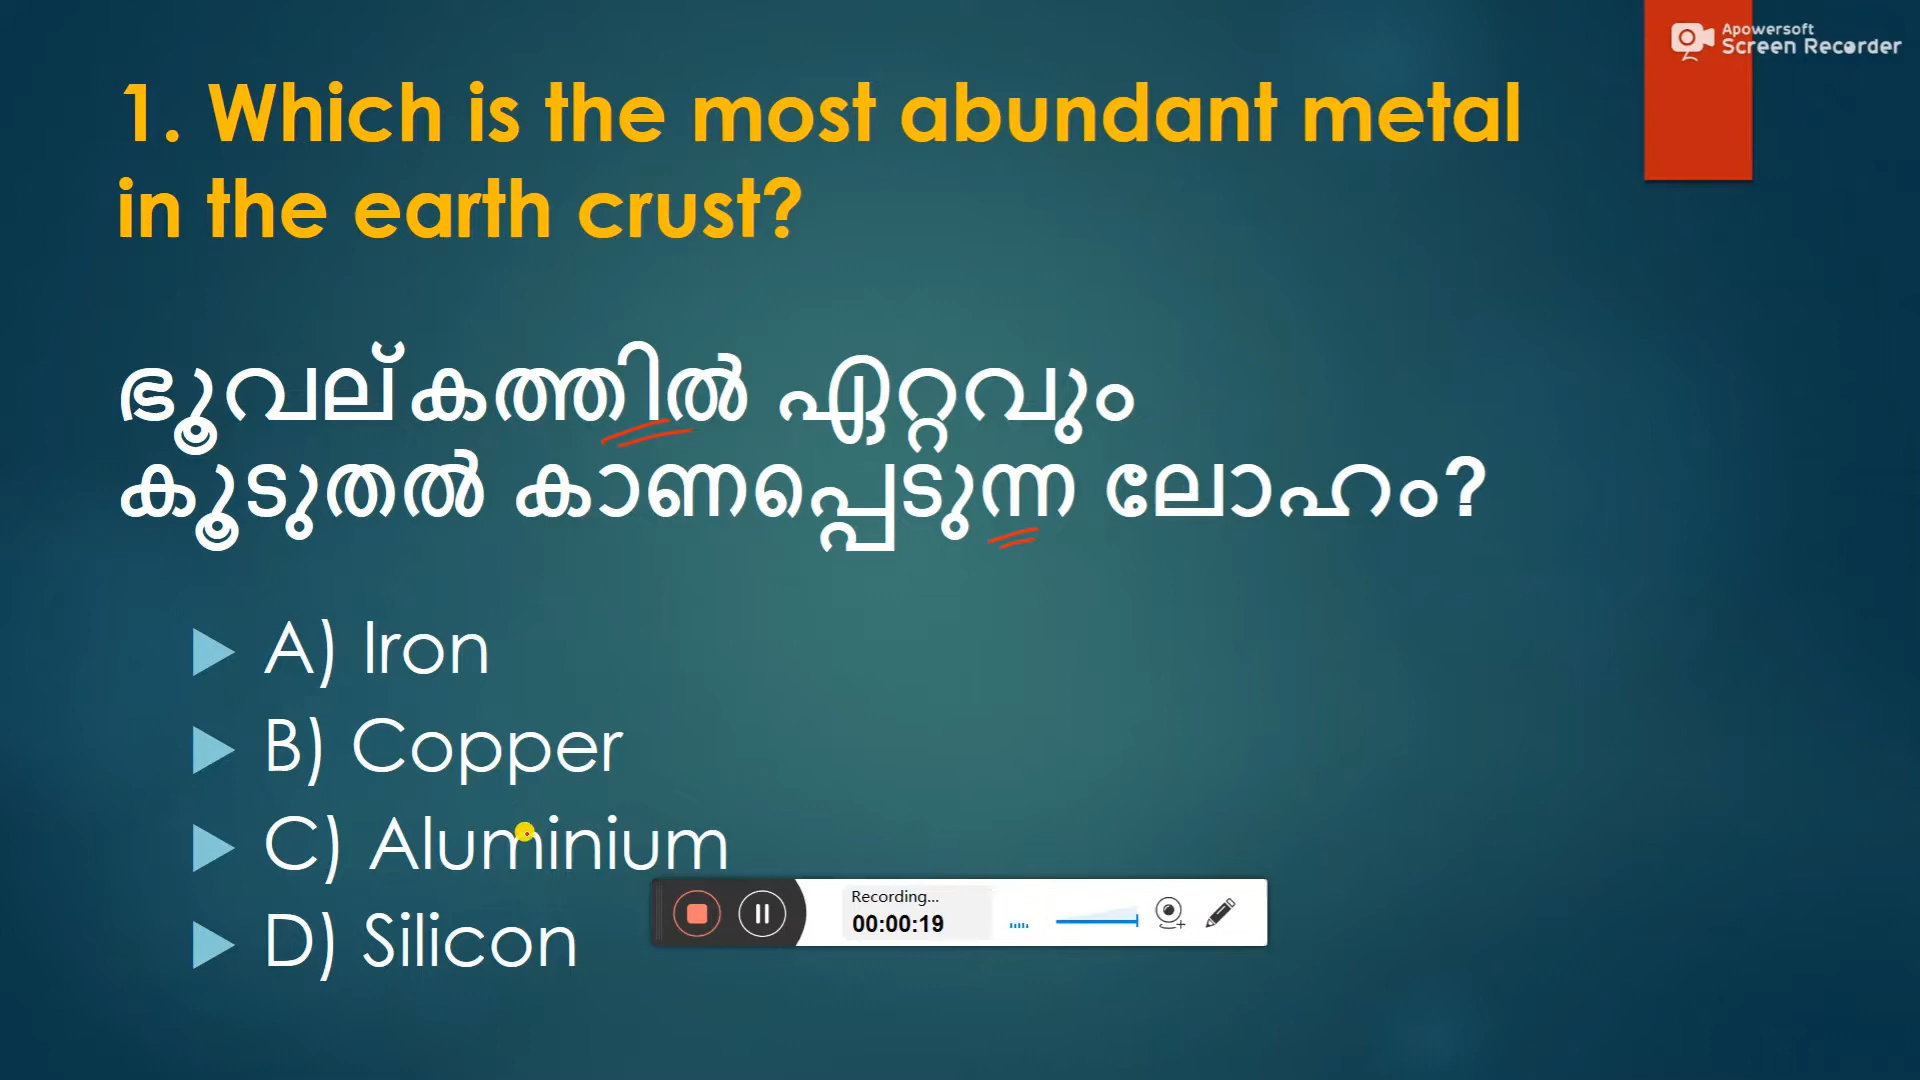 Apowersoft
Screen Recorder
1. Which is the most abundant metal
in the earth crust?
ഭൂവല്കത്തിൽ ഏറ്റവും
കൂടുതൽ കാണപ്പെടുന്ന ലോഹം?
A) Iron
B) Copper
C) Aluminium
D) Silicon
Recording...
00:00:19